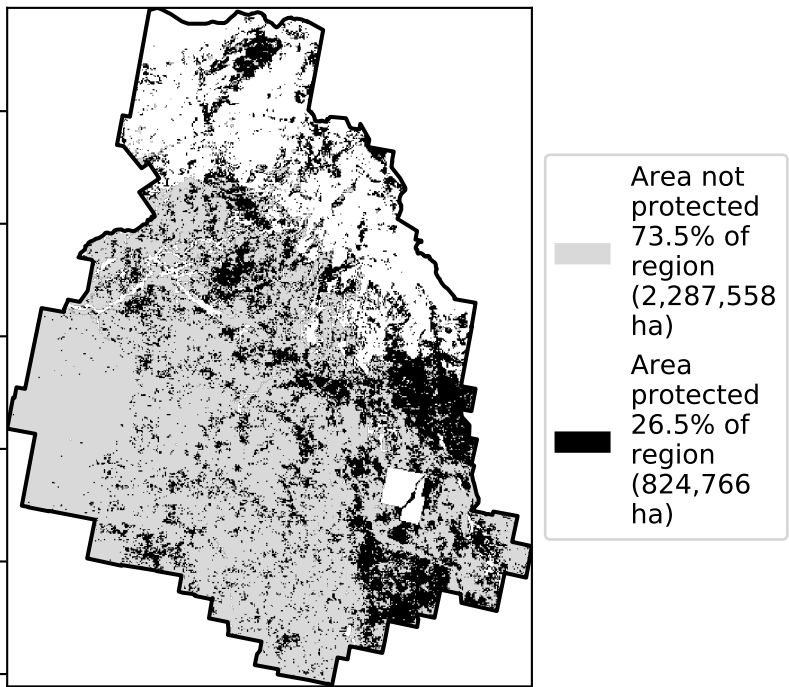 Area not
protected
73.5% of
region
(2,287,558
ha)
Area
protected
26.5% of
region
(824,766
ha)